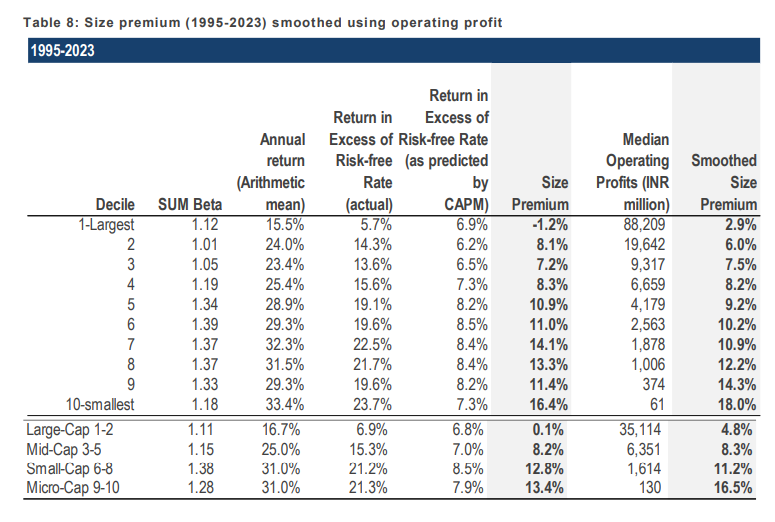 Table 8: Size premium (1995-2023) smoothed using operating profit
1995-2023
Return in
Return in Excess of
Annual Excess of Risk-free Rate Median
return Risk-free (as predicted Operating Smoothed
(Arithmetic Rate by Size Profits (INR Size
Decile SUM Beta mean) (actual) CAPM) Premium million) Premium
1-Largest 1.12 15.5% 5.7% 6.9% -1.2% 88,209 2.9%
2 1.01 24.0% 14.3% 6.2% 8.1% 19,642 6.0%
3 1.05 23.4% 13.6% 6.5% 7.2% 9,317 7.5%
4 1.19 25.4% 15.6% 7.3% 8.3% 6,659 8.2%
5 1.34 28.9% 19.1% 8.2% 10.9% 4,179 9.2%
6 1.39 29.3% 19.6% 8.5% 11.0% 2,563 10.2%
7 1.37 32.3% 22.5% 8.4% 14.1% 1,878 10.9%
8 1.37 31.5% 21.7% 8.4% 13.3% 1,006 12.2%
9 1.33 29.3% 19.6% 8.2% 11.4% 374 14.3%
10-smallest 1.18 33.4% 23.7% 7.3% 16.4% 61 18.0%
Large-Cap 1-2 1.11 16.7% 6.9% 6.8% 0.1% 35,114 4.8%
Mid-Cap 3-5 1.15 25.0% 15.3% 7.0% 8.2% 6,351 8.3%
Small-Cap 6-8 1.38 31.0% 21.2% 8.5% 12.8% 1,614 11.2%
Micro-Cap 9-10 1.28 31.0% 21.3% 7.9% 13.4% 130 16.5%